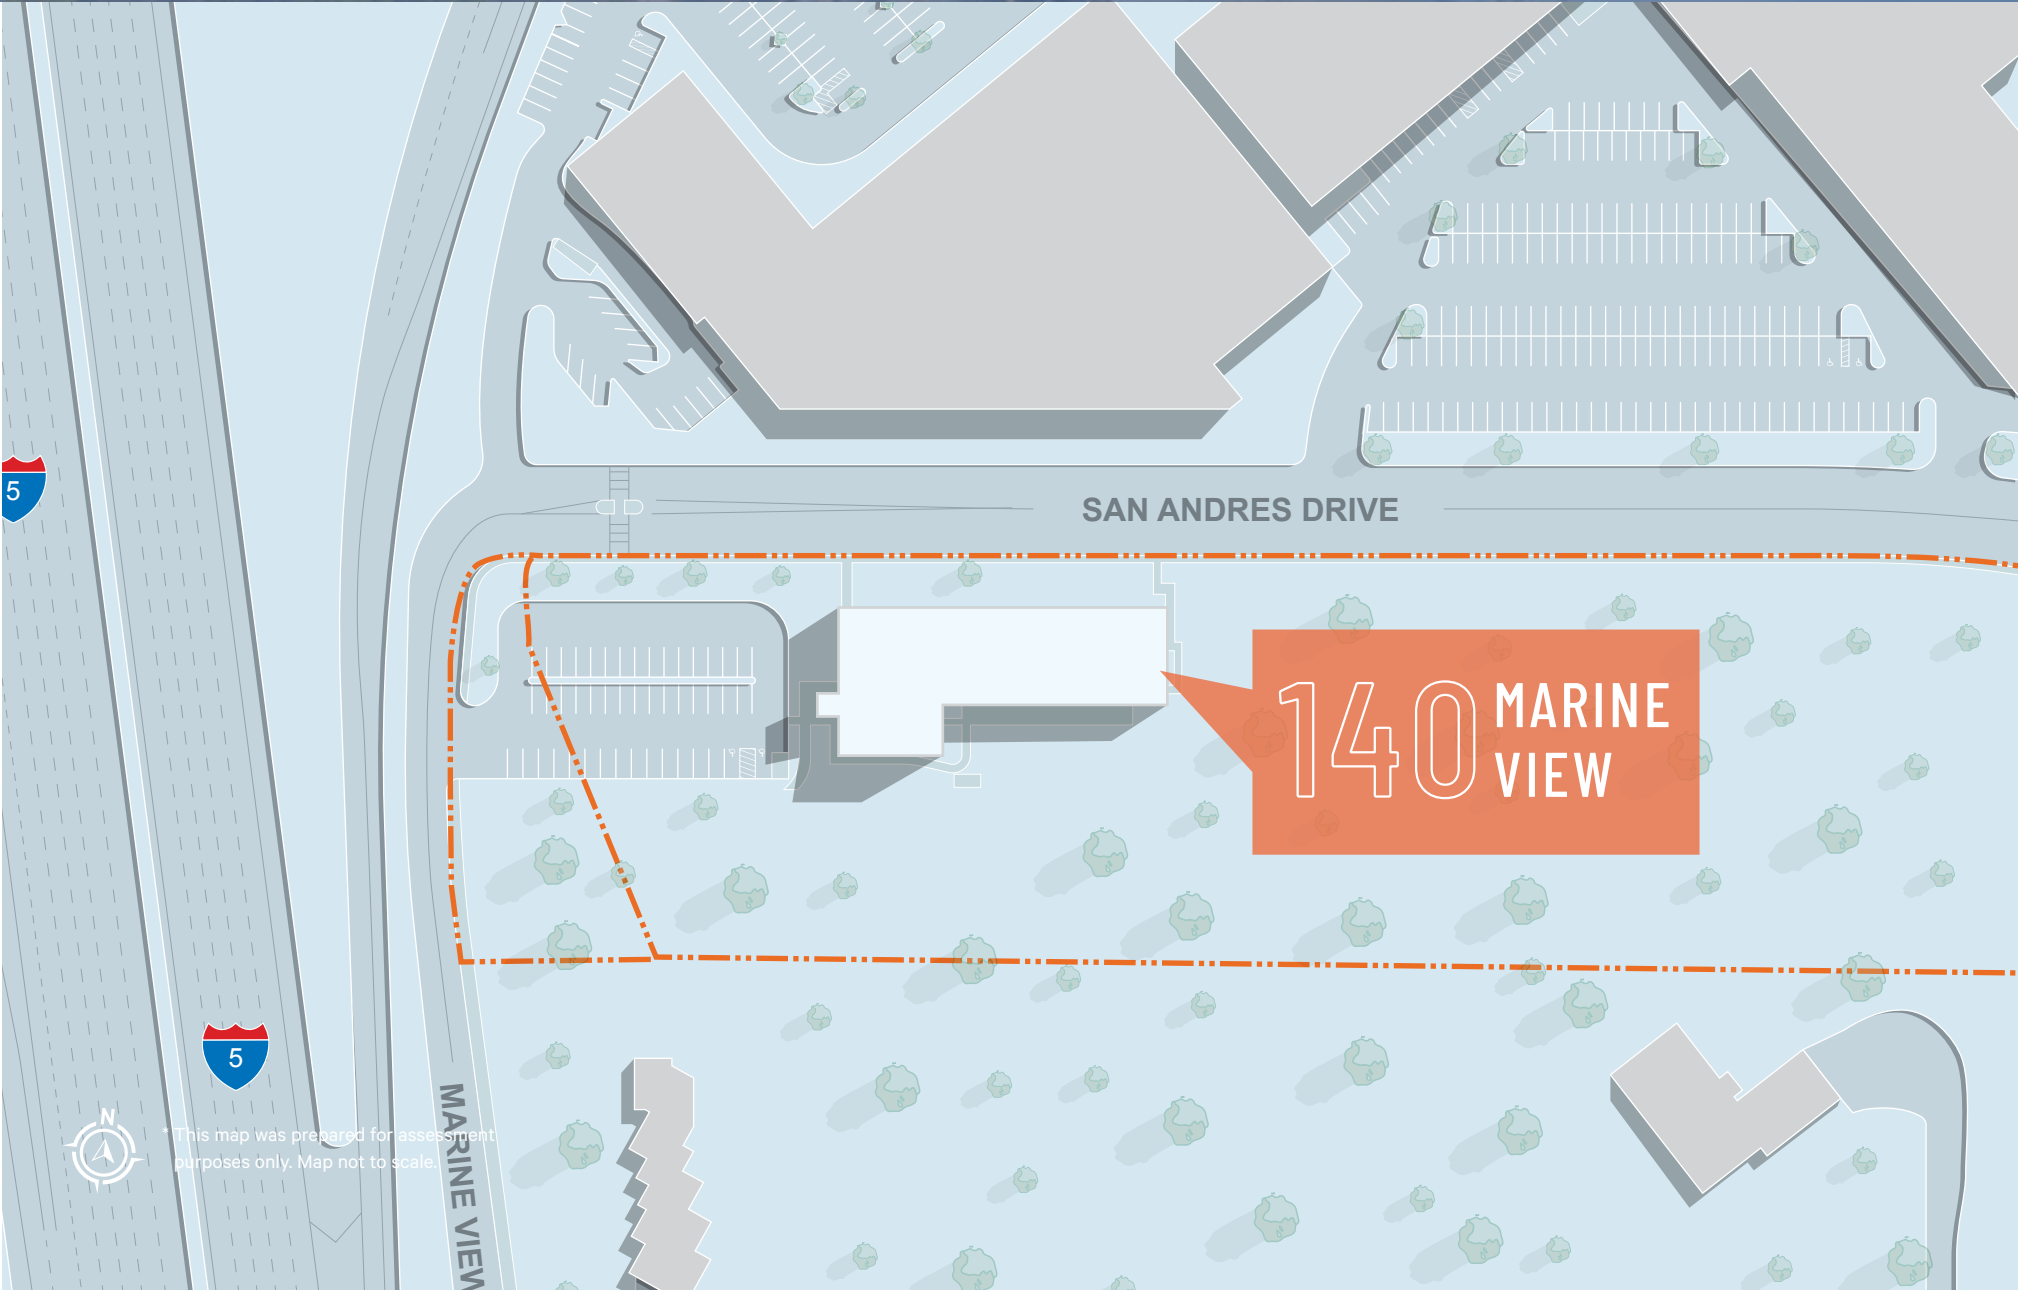 5
SAN ANDRES DRIVE
140 MARINE
VIEW
5
N
* This map was prepared for assessment
purposes only. Map not to scale.
MARINE VIEW